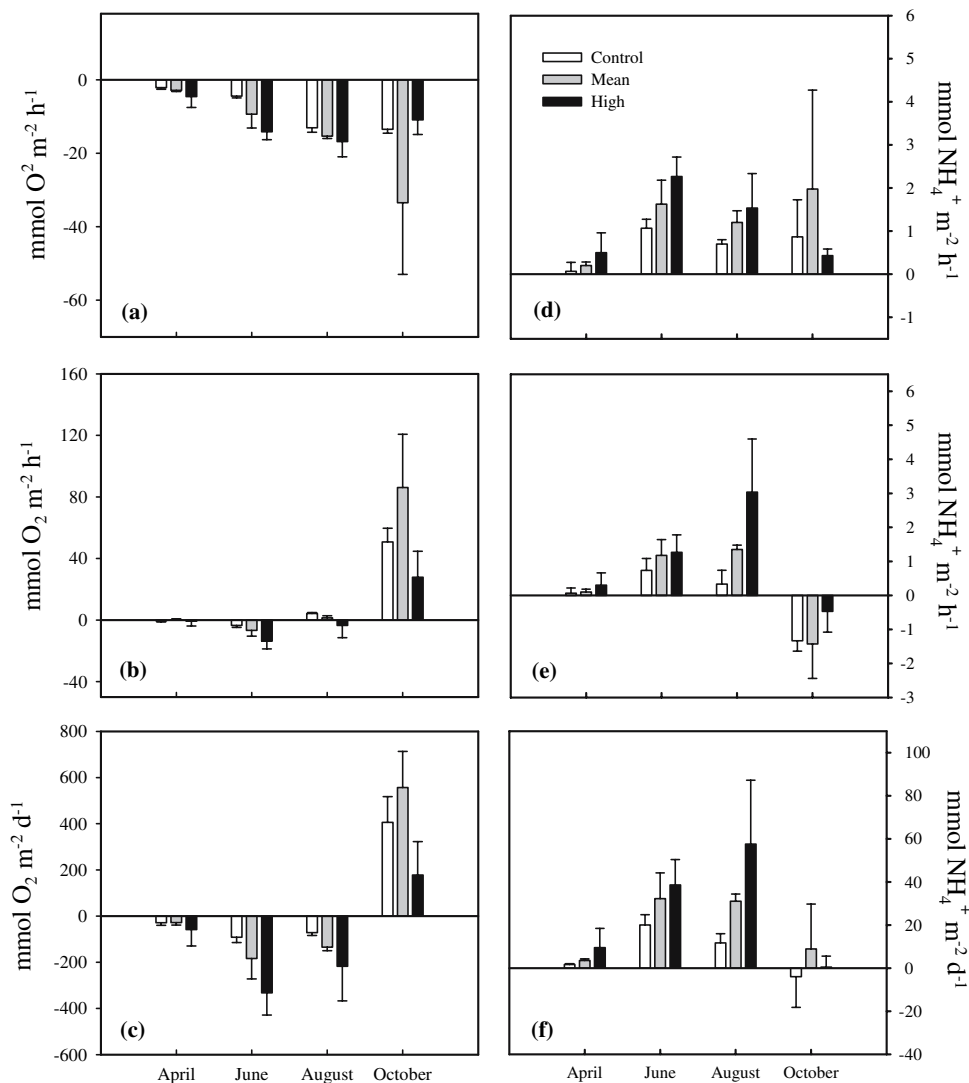 mmol O² m⁻² h⁻¹
0
-20
-40
-60
(a)
Control
Mean
High
6
5
4
3
2
1
0
-1
mmol NH₄⁺ m⁻² h⁻¹
(d)
mmol O₂ m⁻² h⁻¹
160
120
80
40
0
-40
(b)
6
5
4
3
2
1
0
-1
-2
-3
mmol NH₄⁺ m⁻² h⁻¹
(e)
mmol O₂ m⁻² d⁻¹
800
600
400
200
0
-200
-400
-600
(c)
April June August October
100
80
60
40
20
0
-20
-40
mmol NH₄⁺ m⁻² d⁻¹
(f)
April June August October